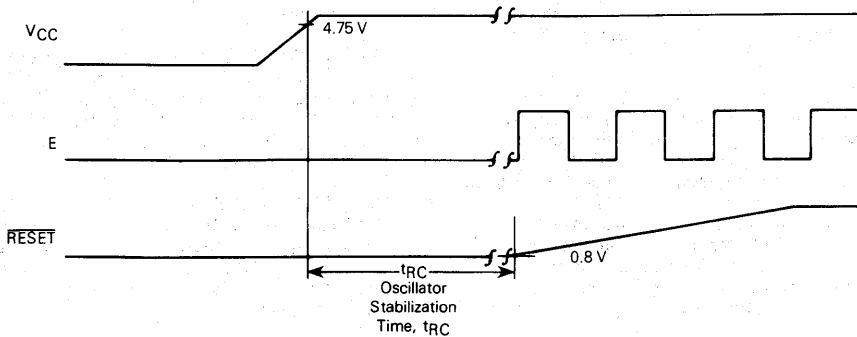 VCC
4.75 V
E
RESET
0.8 V
tRC
Oscillator
Stabilization
Time, tRC